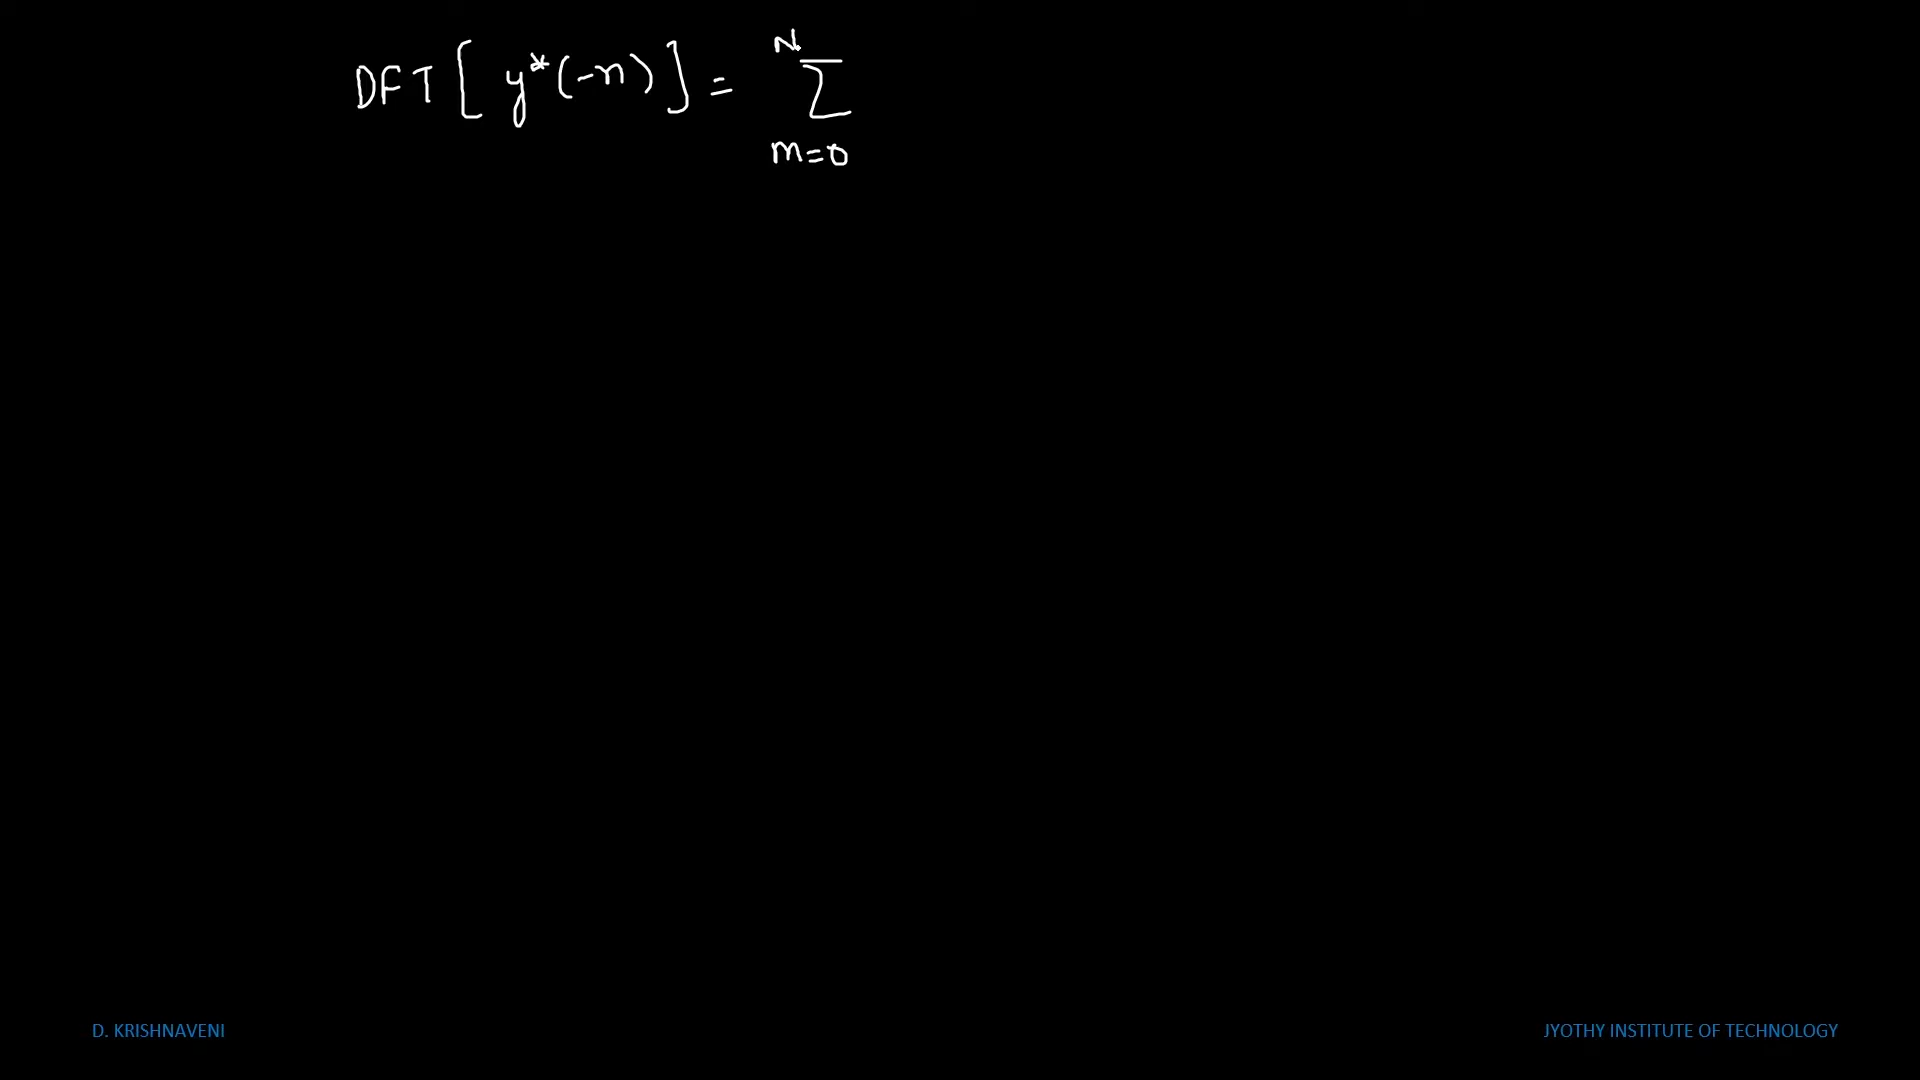 N
DFT [ y*(-n) ] = Σ
m=0
D. KRISHNAVENI
JYOTHY INSTITUTE OF TECHNOLOGY